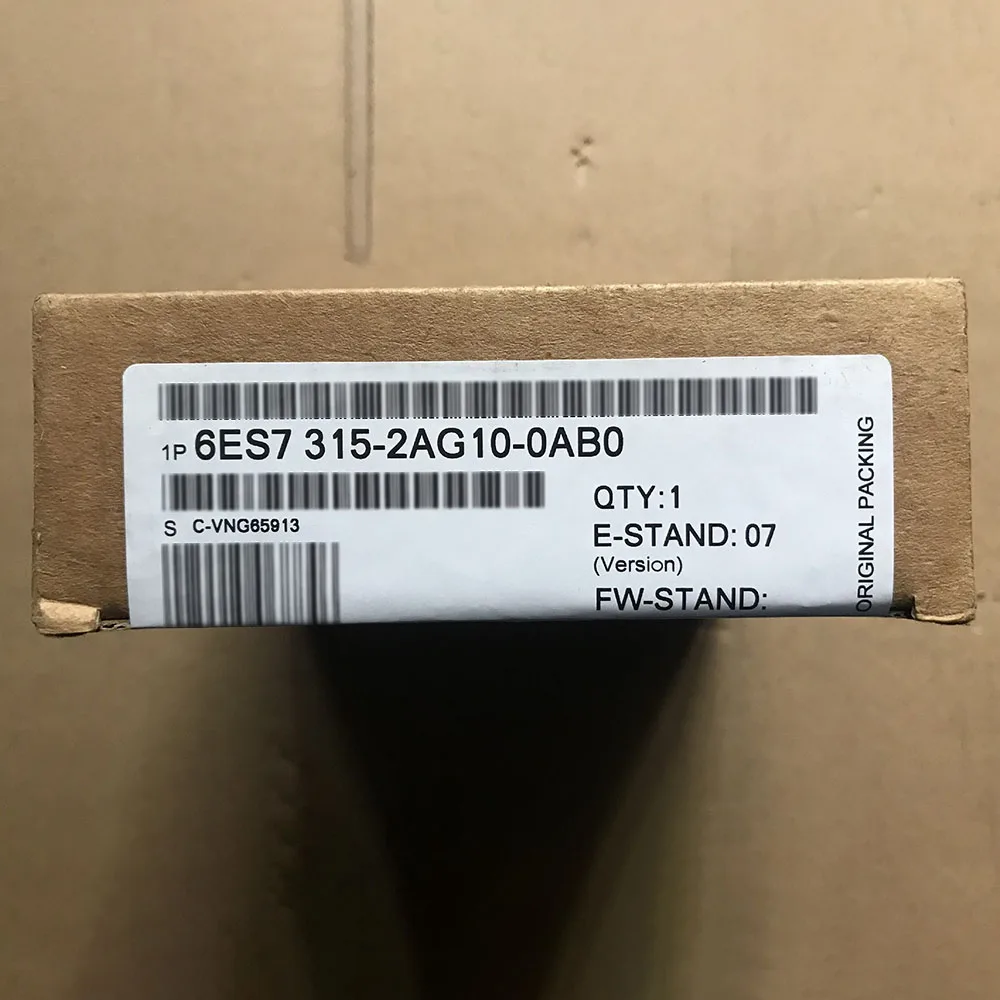 1P 6ES7 315-2AG10-0AB0
S C-VNG65913
QTY:1
E-STAND: 07
(Version)
FW-STAND:
ORIGINAL PACKING